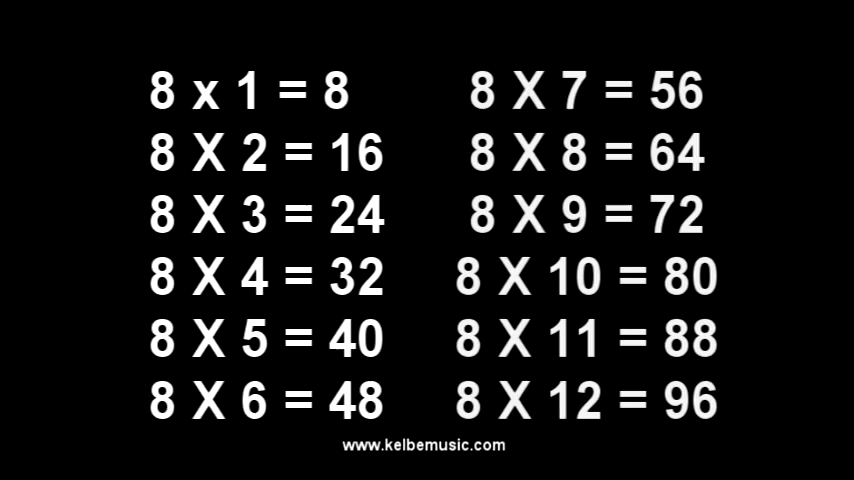 8 x 1 = 8
8 X 2 = 16
8 X 3 = 24
8 X 4 = 32
8 X 5 = 40
8 X 6 = 48
8 X 7 = 56
8 X 8 = 64
8 X 9 = 72
8 X 10 = 80
8 X 11 = 88
8 X 12 = 96
www.kelbemusic.com